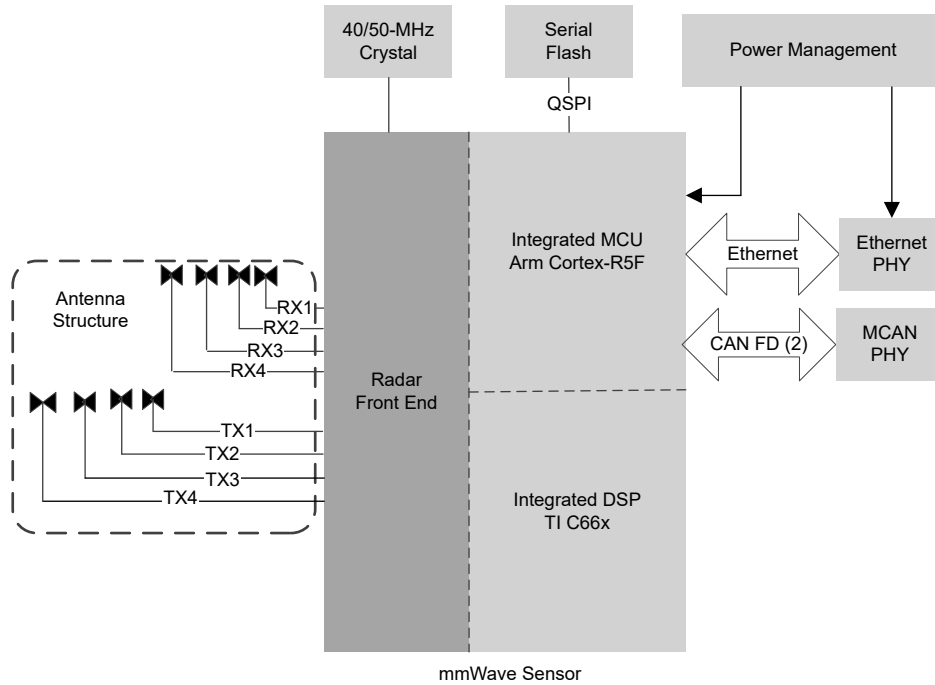 40/50-MHz
Crystal
Serial
Flash
Power Management
QSPI
Integrated MCU
Arm Cortex-R5F
Ethernet
Ethernet
PHY
CAN FD (2)
MCAN
PHY
Antenna
Structure
RX1
RX2
RX3
RX4
Radar
Front End
TX1
TX2
TX3
TX4
Integrated DSP
TI C66x
mmWave Sensor